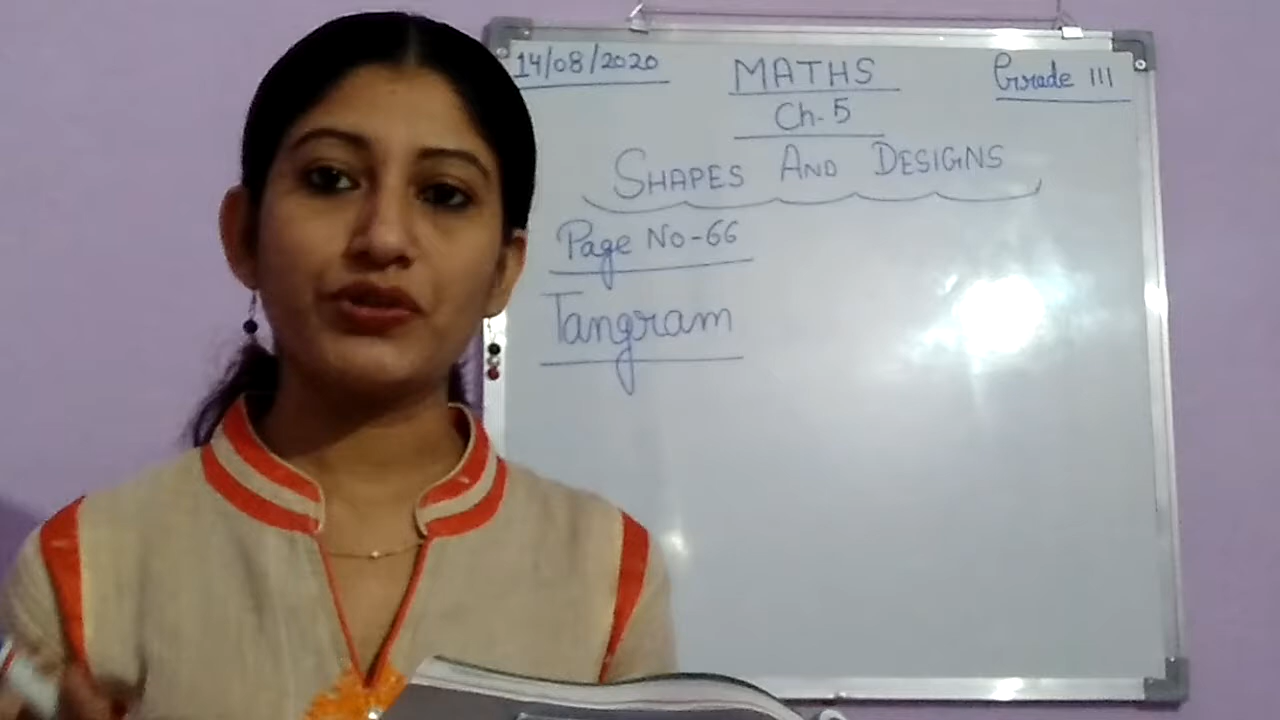 14/08/2020 MATHS Grade III
Ch. 5
SHAPES AND DESIGNS
Page No-66
Tangram